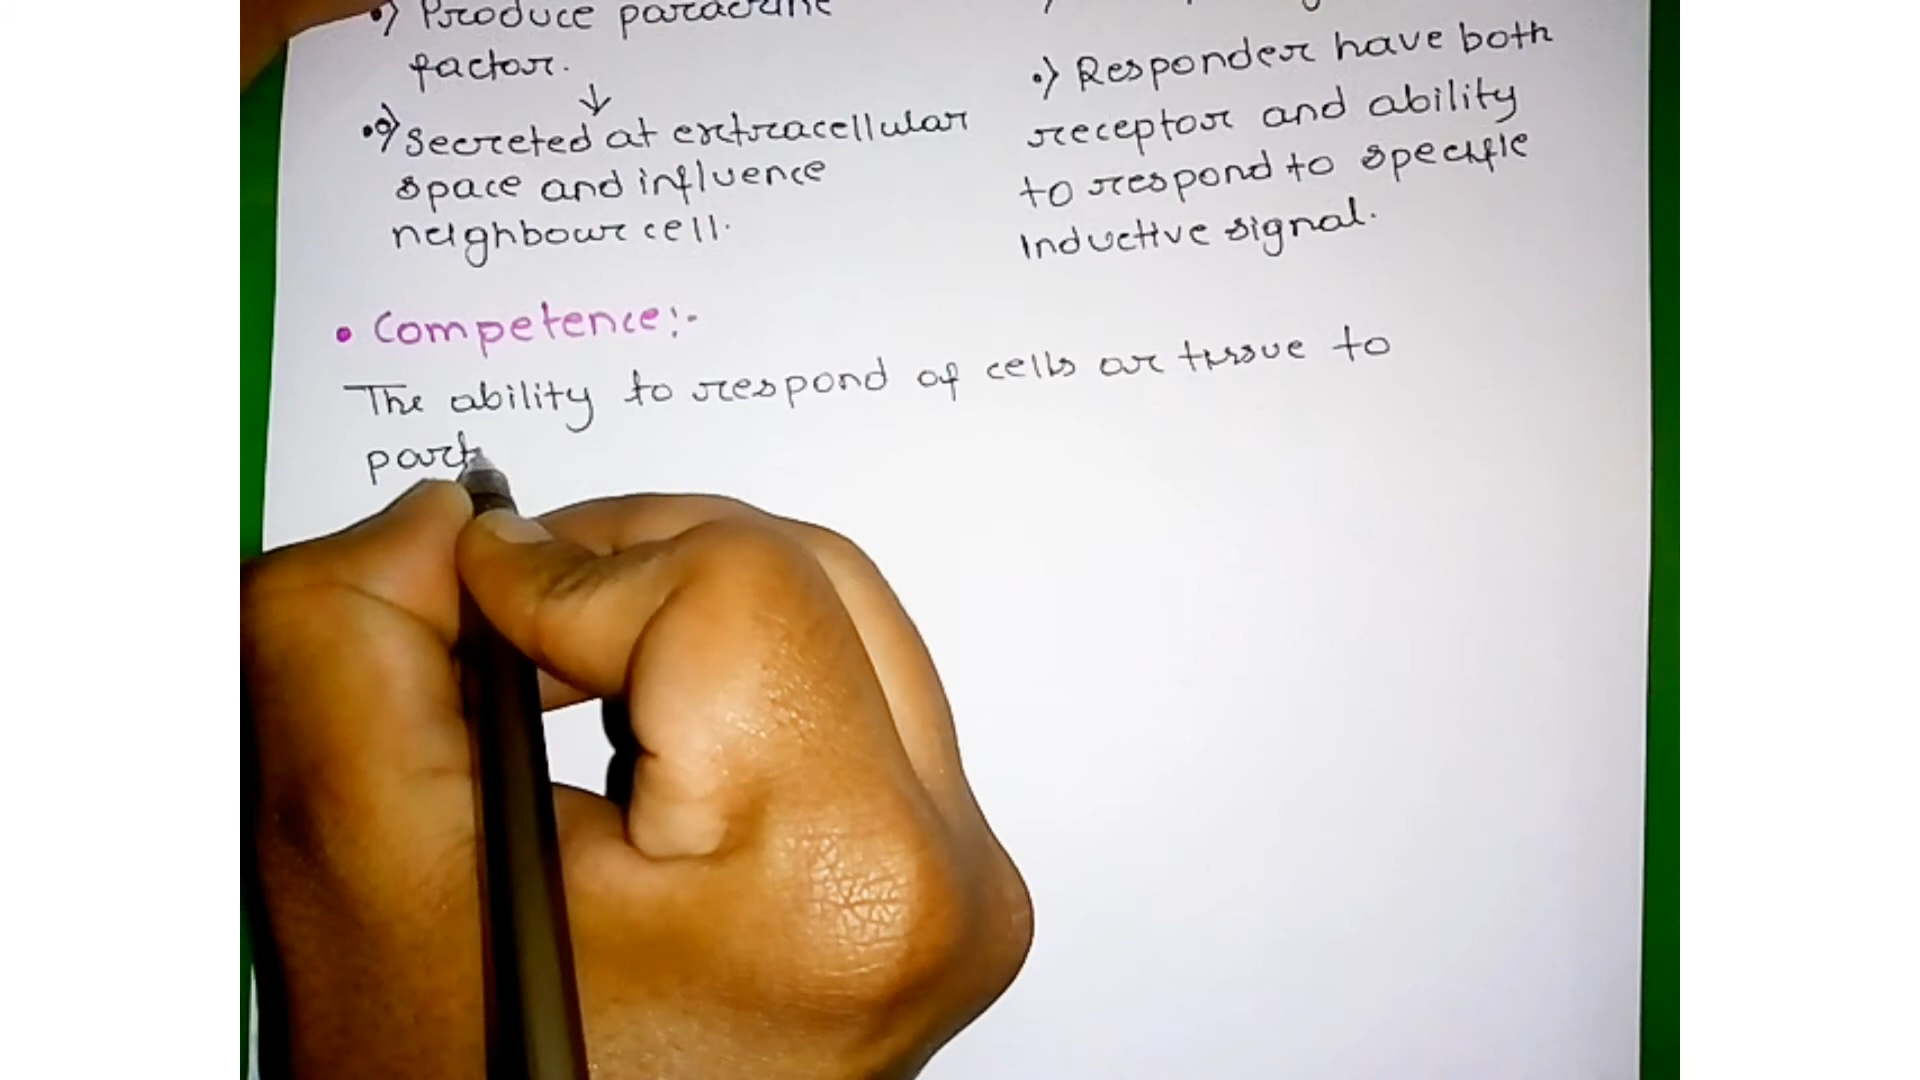 •) Produce paracrine
factor.
↓
•) Secreted at extracellular
space and influence
neighbour cell.
•) Responder have both
receptor and ability
to respond to specific
inductive signal.
• Competence:-
The ability to respond of cells or tissue to
part